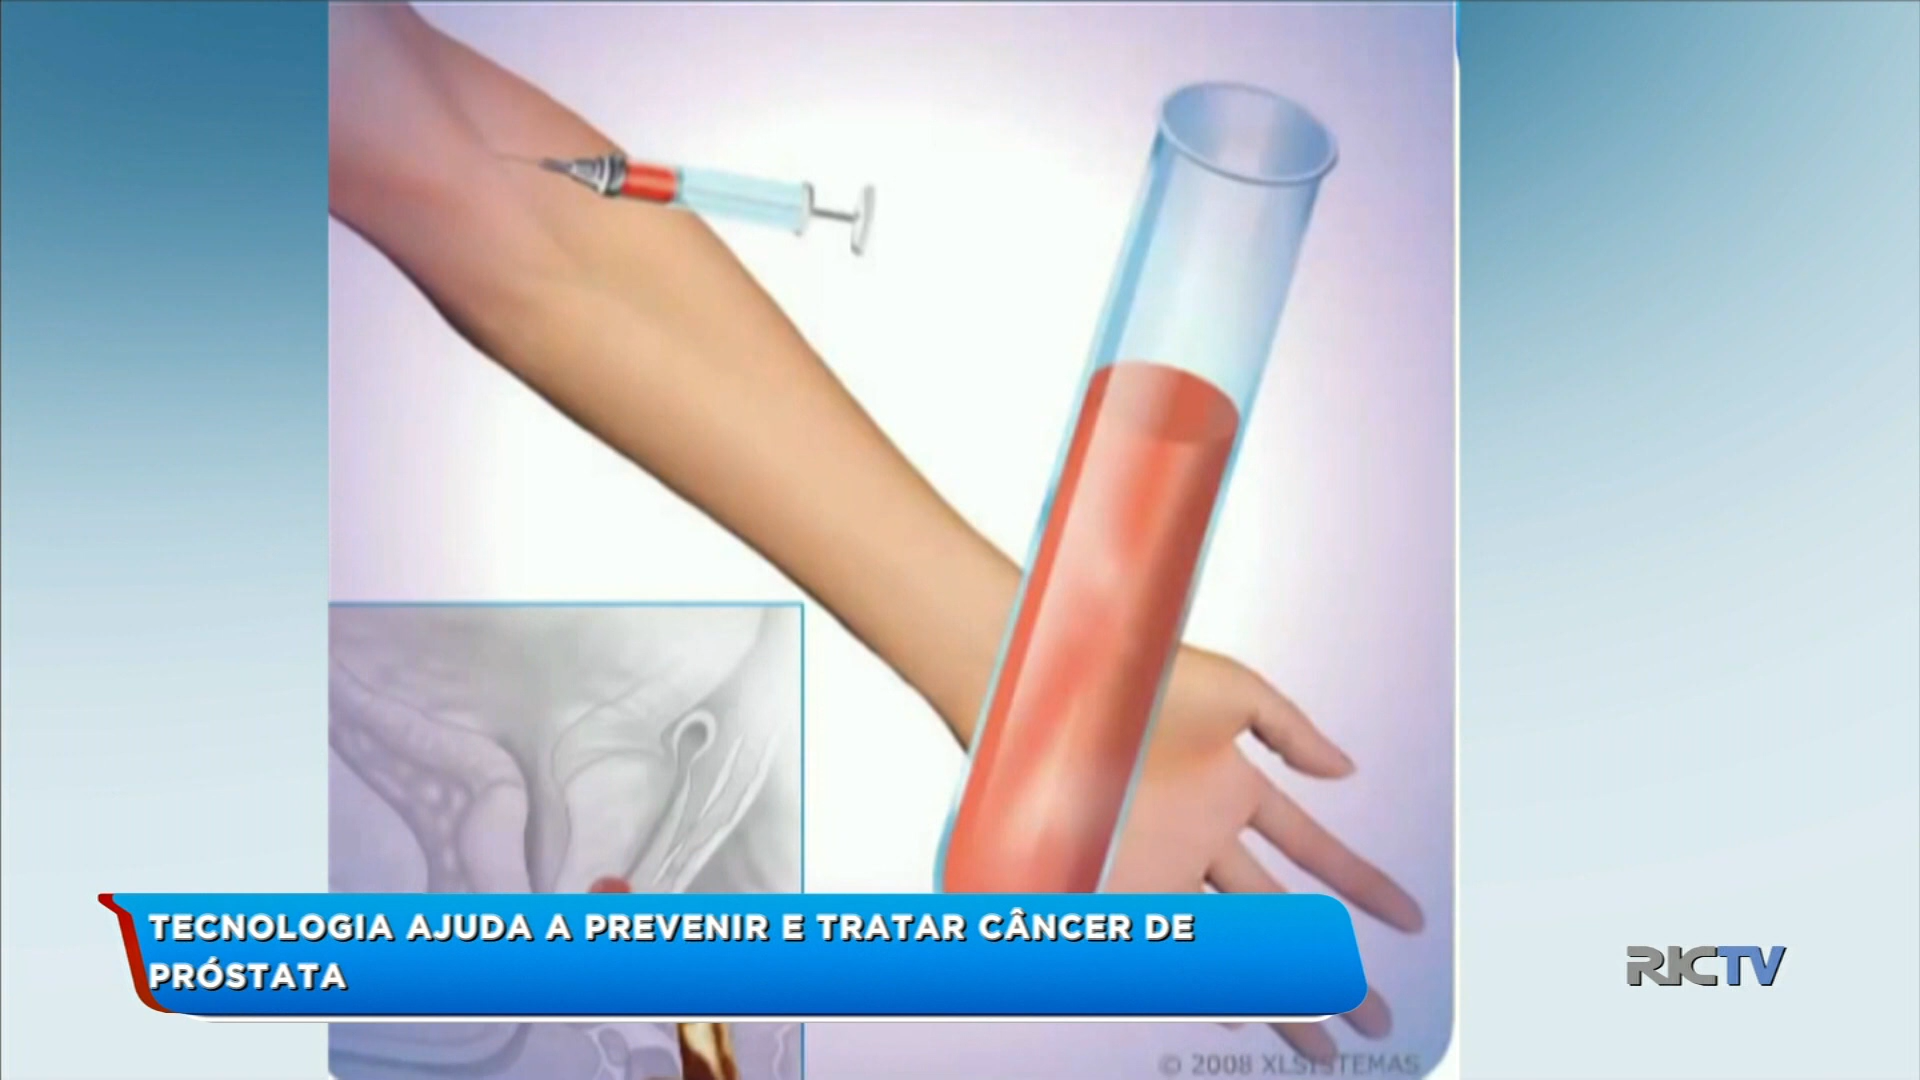 TECNOLOGIA AJUDA A PREVENIR E TRATAR CÂNCER DE
PRÓSTATA
RICTV
© 2008 XLSISTEMAS